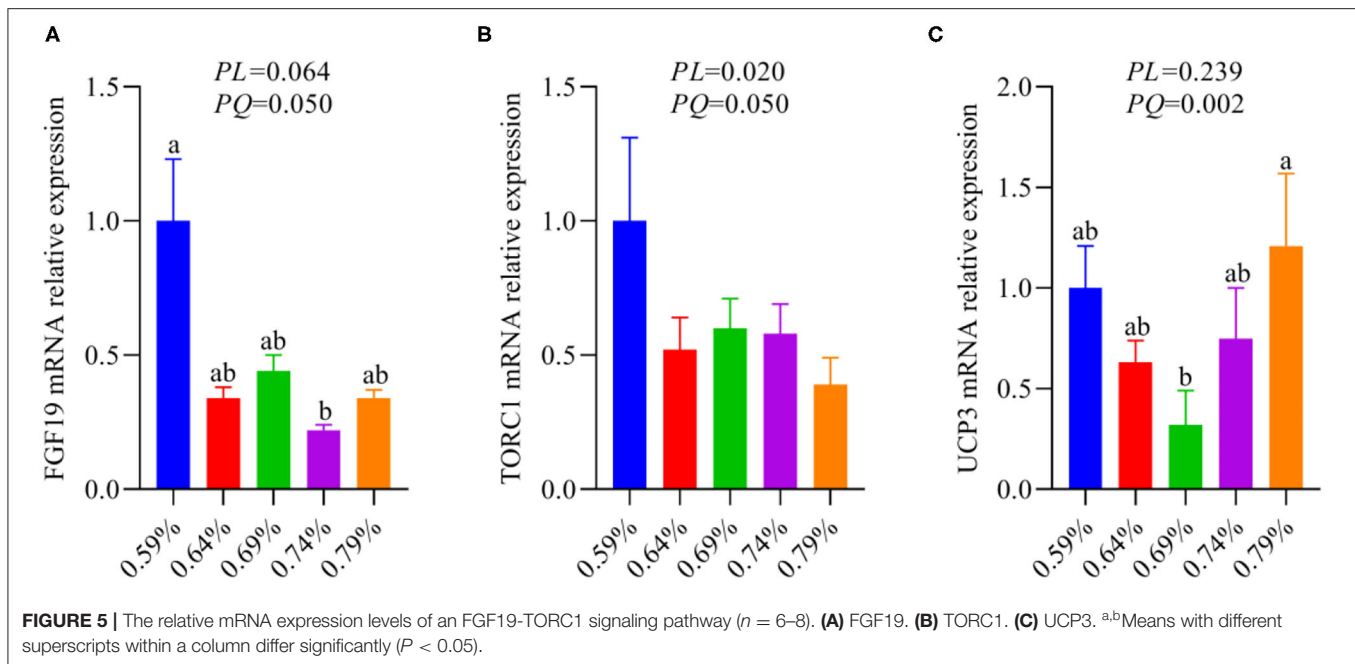 A
PL=0.064
PQ=0.050
FGF19 mRNA relative expression
1.5
1.0
0.5
0.0
a
ab
ab
b
ab
0.59%
0.64%
0.69%
0.74%
0.79%
B
PL=0.020
PQ=0.050
TORC1 mRNA relative expression
1.5
1.0
0.5
0.0
0.59%
0.64%
0.69%
0.74%
0.79%
C
PL=0.239
PQ=0.002
UCP3 mRNA relative expression
2.0
1.5
1.0
0.5
0.0
ab
ab
b
ab
a
0.59%
0.64%
0.69%
0.74%
0.79%
FIGURE 5 | The relative mRNA expression levels of an FGF19-TORC1 signaling pathway (n = 6–8). (A) FGF19. (B) TORC1. (C) UCP3. a,bMeans with different
superscripts within a column differ significantly (P < 0.05).